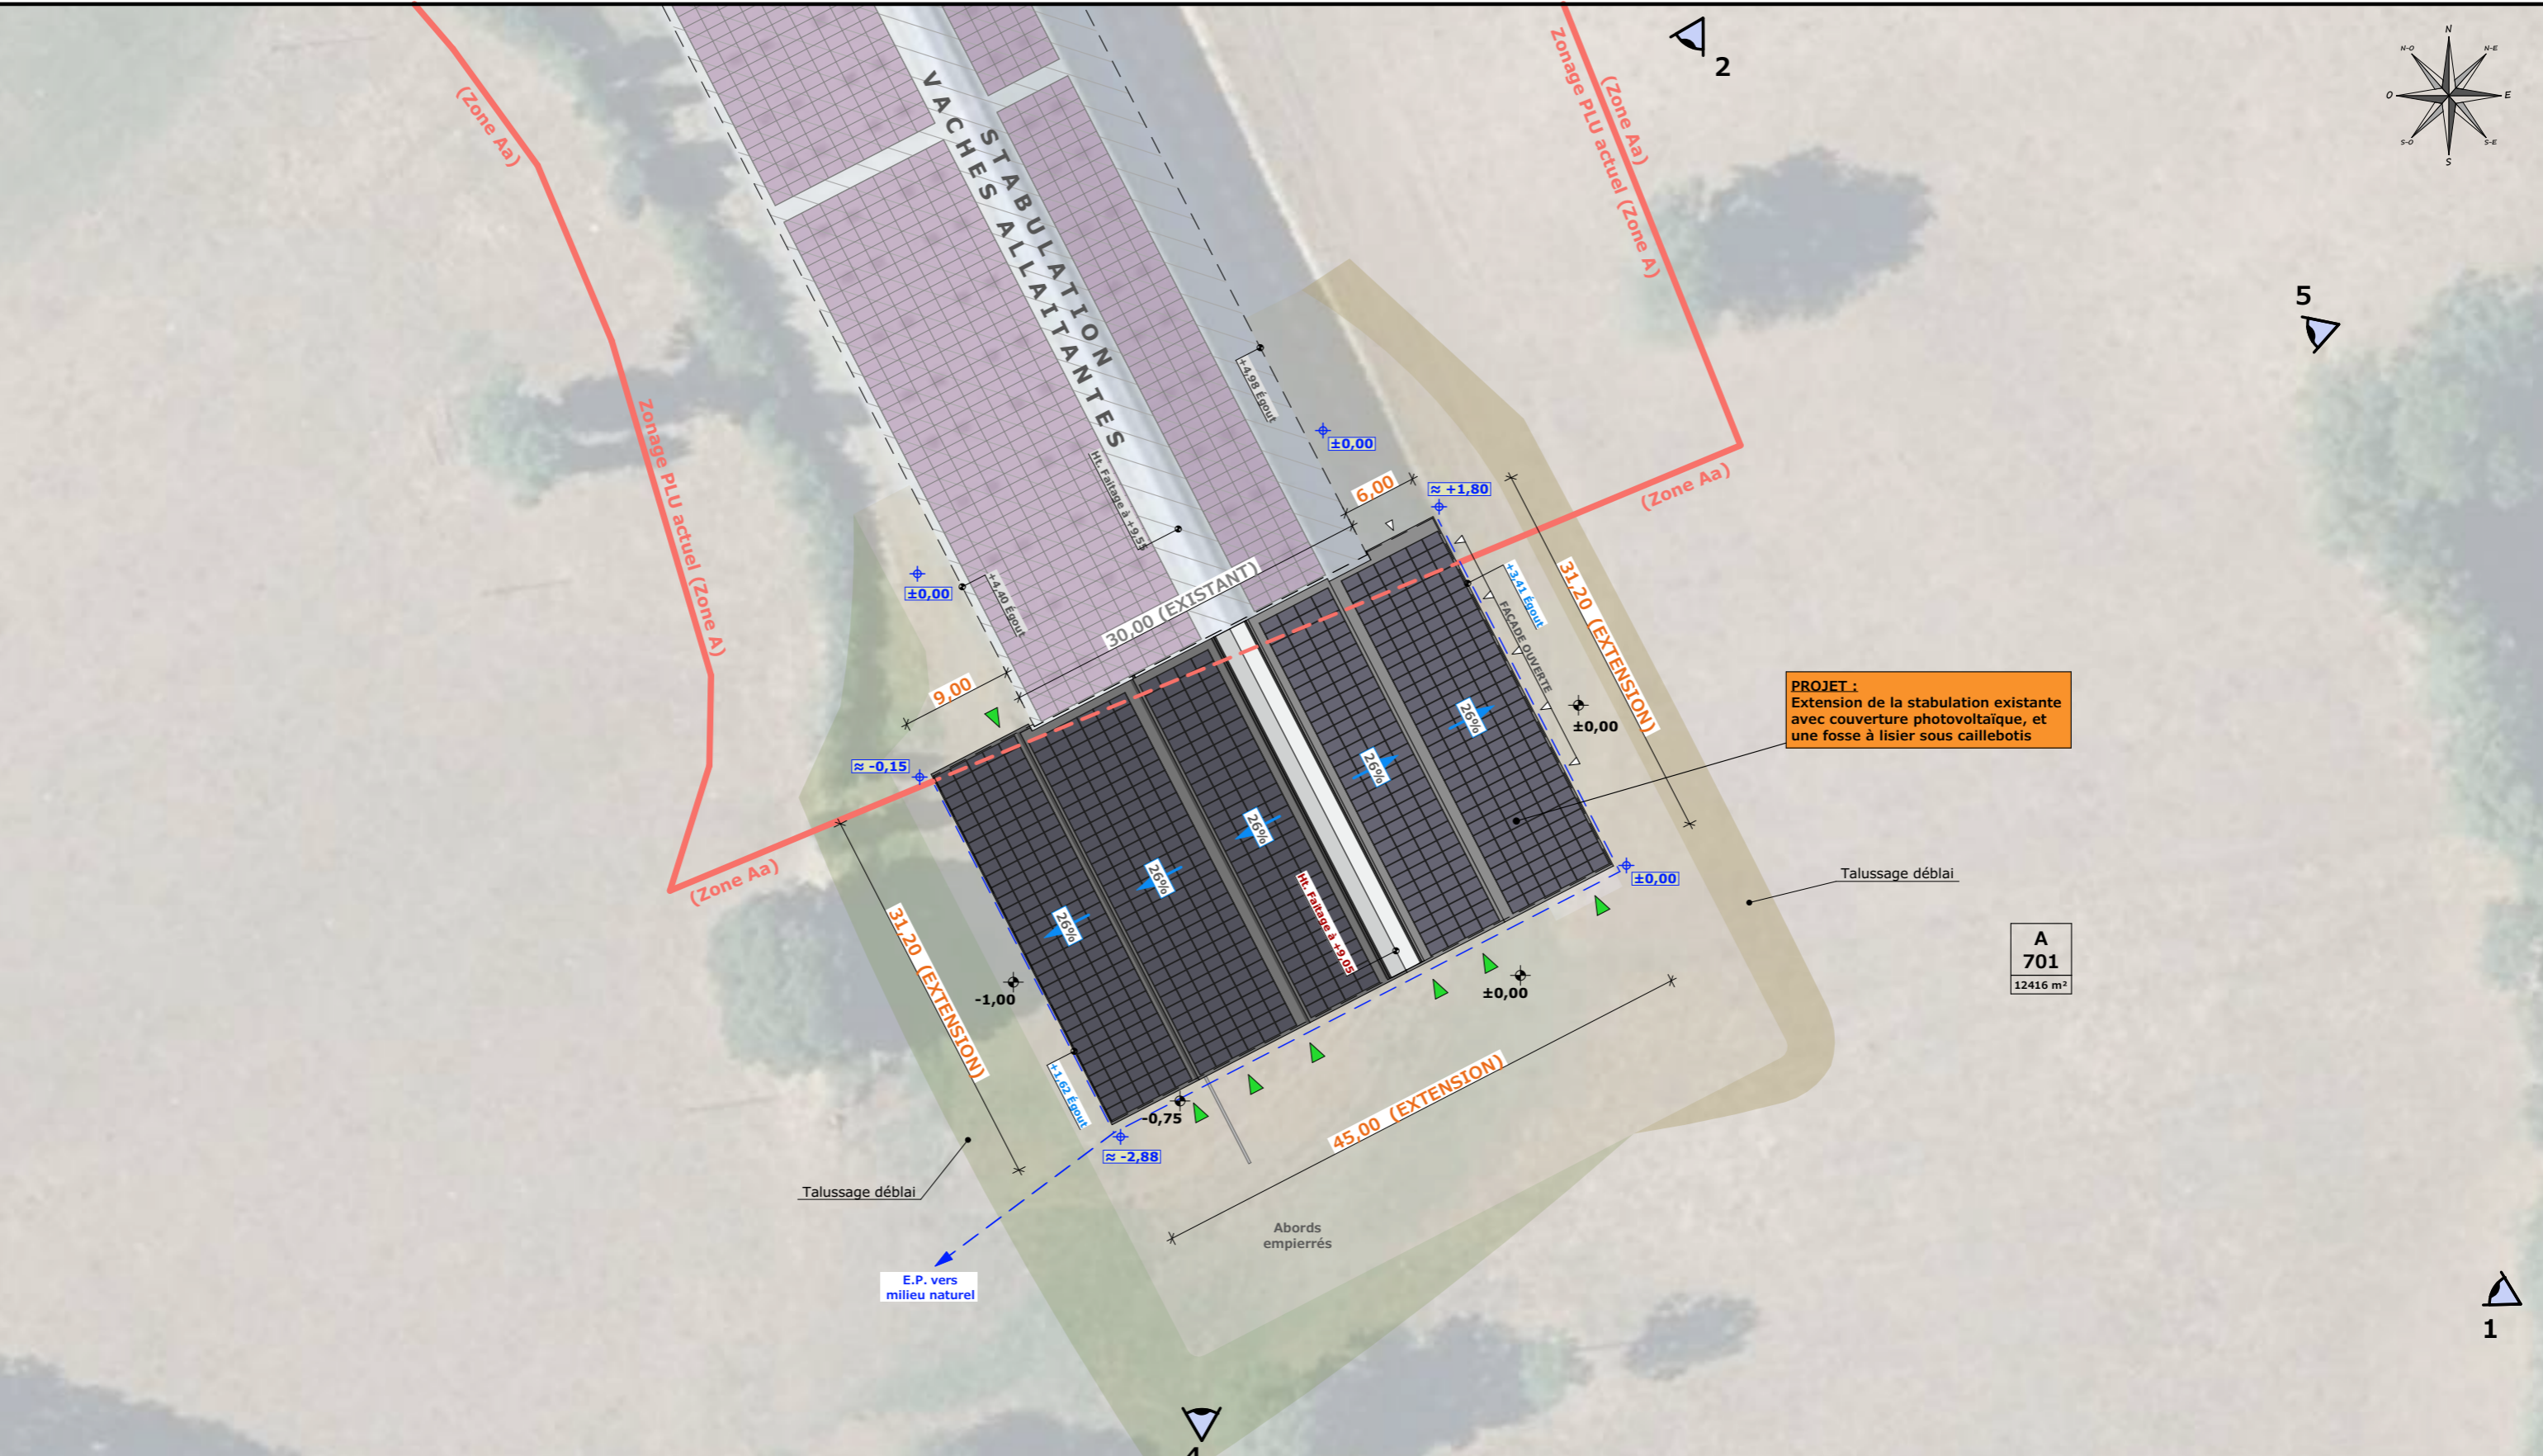 2
N
N-O
N-E
O
E
S-O
S-E
S
(Zone Aa)
Zonage PLU actuel (Zone A)
(Zone Aa)
STABULATION
VACHES ALLAITANTES
5
Zonage PLU actuel (Zone A)
+4,98 Égout
±0,00
Ht. Faîtage à +9,55
6,00
≈ +1,80
(Zone Aa)
±0,00
+4,40 Égout
30,00 (EXISTANT)
+3,41 Égout
FAÇADE OUVERTE
31,20 (EXTENSION)
9,00
PROJET :
Extension de la stabulation existante
avec couverture photovoltaïque, et
une fosse à lisier sous caillebotis
≈ -0,15
26%
26%
26%
26%
26%
±0,00
(Zone Aa)
Ht. Faîtage à +9,05
±0,00
Talussage déblai
31,20 (EXTENSION)
-1,00
±0,00
A
701
12416 m²
+1,62 Égout
-0,75
≈ -2,88
45,00 (EXTENSION)
Talussage déblai
Abords
empierrés
E.P. vers
milieu naturel
1
4